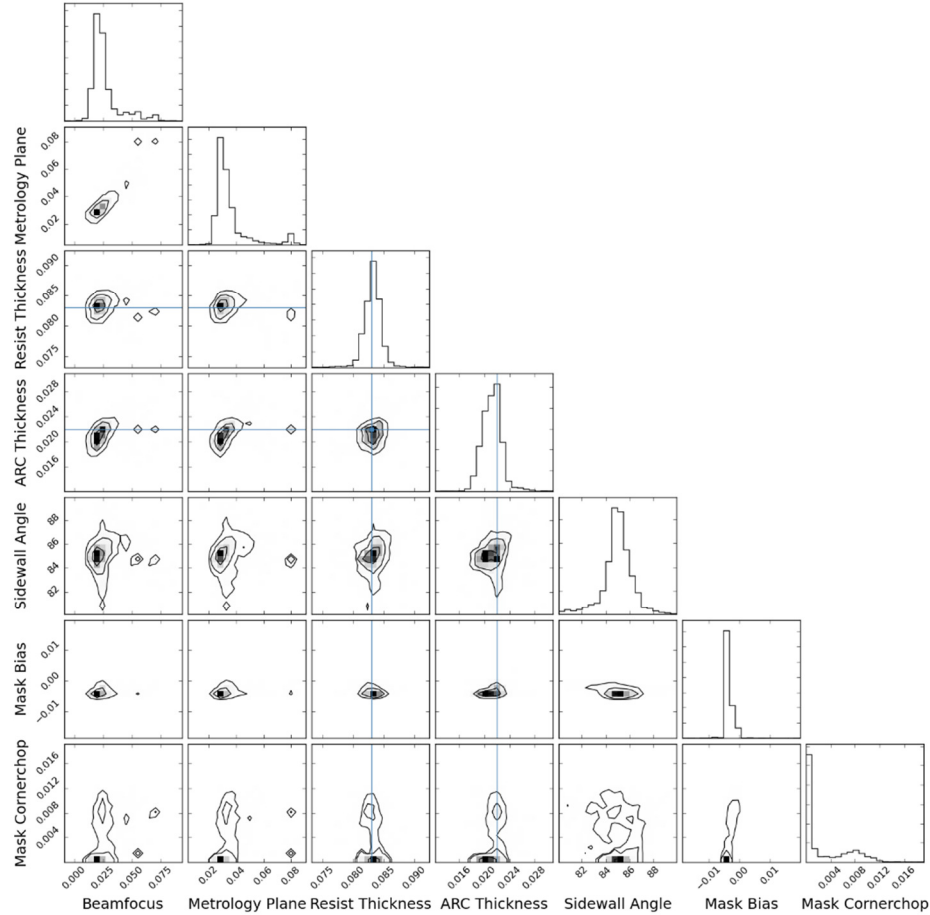 Metrology Plane
0.08
0.06
0.04
0.02
Resist Thickness
0.090
0.085
0.080
0.075
ARC Thickness
0.028
0.024
0.020
0.016
Sidewall Angle
88
86
84
82
Mask Bias
0.01
0.00
−0.01
Mask Cornerchop
0.016
0.012
0.008
0.004
0.000 0.025 0.050 0.075 0.02 0.04 0.06 0.08 0.075 0.080 0.085 0.090 0.016 0.020 0.024 0.028 82 84 86 88 −0.01 0.00 0.01 0.004 0.008 0.012 0.016
Beamfocus Metrology Plane Resist Thickness ARC Thickness Sidewall Angle Mask Bias Mask Cornerchop